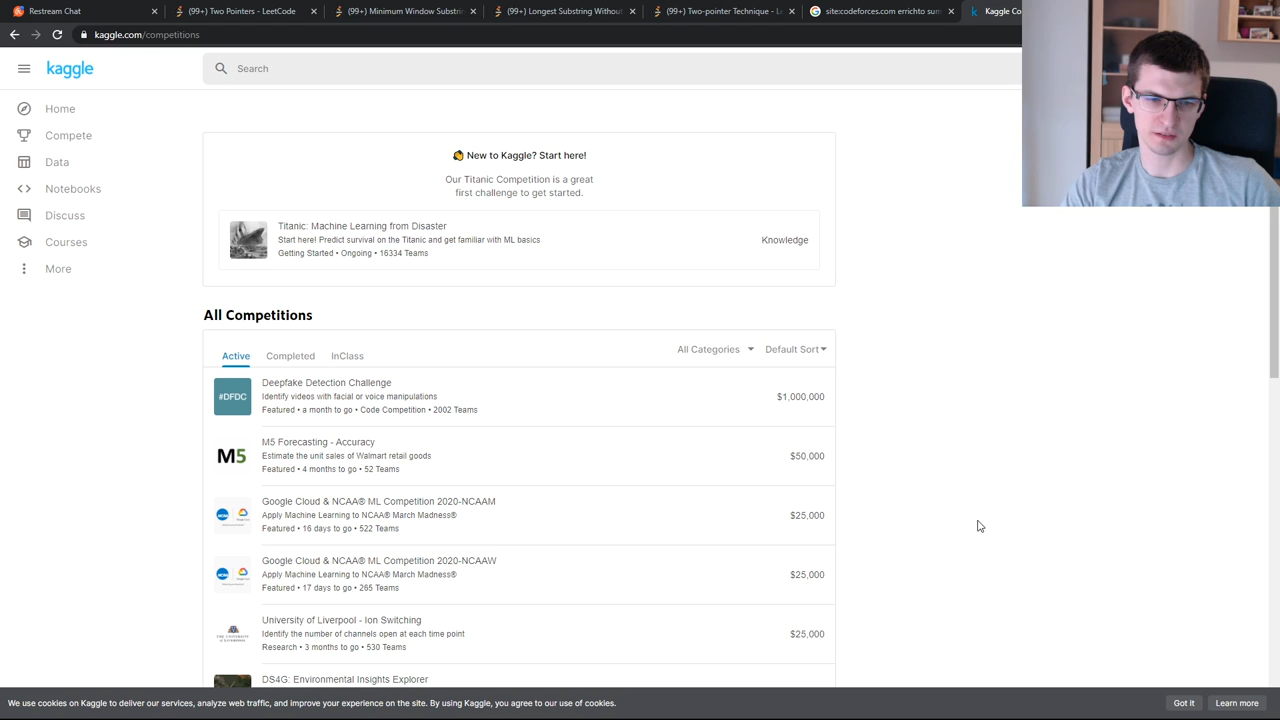 Restream Chat
(99+) Two Pointers - LeetCode
(99+) Minimum Window Substri
(99+) Longest Substring Without
(99+) Two-pointer Technique - Le
site:codeforces.com errichto sum
Kaggle Co
kaggle.com/competitions
kaggle
Search
Home
Compete
Data
Notebooks
Discuss
Courses
More
New to Kaggle? Start here!
Our Titanic Competition is a great
first challenge to get started.
Titanic: Machine Learning from Disaster
Start here! Predict survival on the Titanic and get familiar with ML basics
Getting Started • Ongoing • 16334 Teams
Knowledge
All Competitions
Active Completed InClass
All Categories Default Sort
#DFDC
Deepfake Detection Challenge
Identify videos with facial or voice manipulations
Featured • a month to go • Code Competition • 2002 Teams
$1,000,000
M5
M5 Forecasting - Accuracy
Estimate the unit sales of Walmart retail goods
Featured • 4 months to go • 52 Teams
$50,000
Google Cloud & NCAA® ML Competition 2020-NCAAM
Apply Machine Learning to NCAA® March Madness®
Featured • 16 days to go • 522 Teams
$25,000
Google Cloud & NCAA® ML Competition 2020-NCAAW
Apply Machine Learning to NCAA® March Madness®
Featured • 17 days to go • 265 Teams
$25,000
University of Liverpool - Ion Switching
Identify the number of channels open at each time point
Research • 3 months to go • 530 Teams
$25,000
DS4G: Environmental Insights Explorer
We use cookies on Kaggle to deliver our services, analyze web traffic, and improve your experience on the site. By using Kaggle, you agree to our use of cookies.
Got it
Learn more